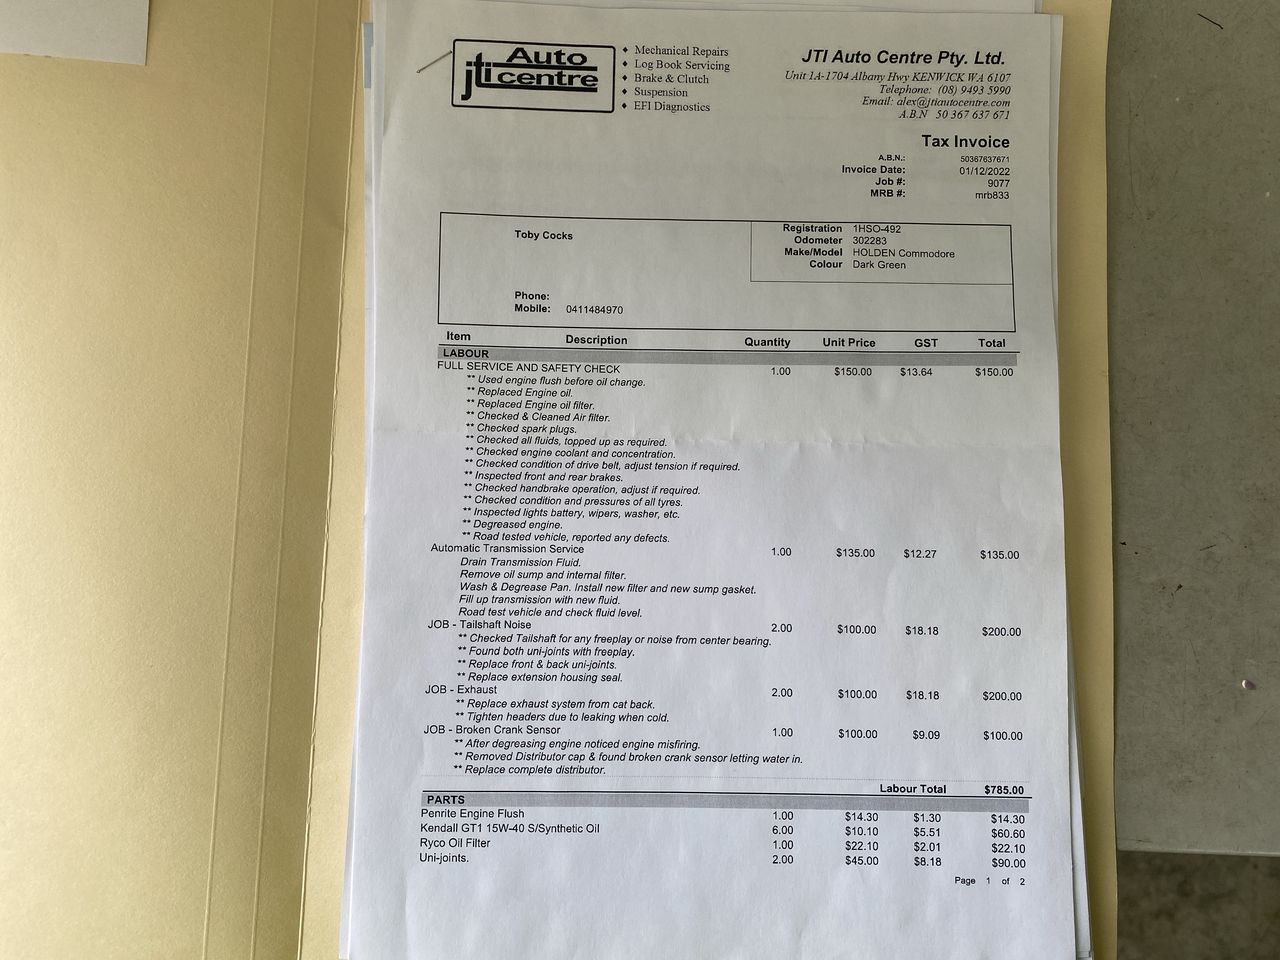 Auto
jti centre
♦ Mechanical Repairs
♦ Log Book Servicing
♦ Brake & Clutch
♦ Suspension
♦ EFI Diagnostics
JTI Auto Centre Pty. Ltd.
Unit 1A-1704 Albany Hwy KENWICK WA 6107
Telephone: (08) 9493 5990
Email: alex@jtiautocentre.com
A.B.N 50 367 637 671
Tax Invoice
A.B.N.: 50367637671
Invoice Date: 01/12/2022
Job #: 9077
MRB #: mrb833
Toby Cocks
Registration 1HSO-492
Odometer 302283
Make/Model HOLDEN Commodore
Colour Dark Green
Phone:
Mobile: 0411484970
Item Description Quantity Unit Price GST Total
LABOUR
FULL SERVICE AND SAFETY CHECK 1.00 $150.00 $13.64 $150.00
** Used engine flush before oil change.
** Replaced Engine oil.
** Replaced Engine oil filter.
** Checked & Cleaned Air filter.
** Checked spark plugs.
** Checked all fluids, topped up as required.
** Checked engine coolant and concentration.
** Checked condition of drive belt, adjust tension if required.
** Inspected front and rear brakes.
** Checked handbrake operation, adjust if required.
** Checked condition and pressures of all tyres.
** Inspected lights battery, wipers, washer, etc.
** Degreased engine.
** Road tested vehicle, reported any defects.
Automatic Transmission Service 1.00 $135.00 $12.27 $135.00
Drain Transmission Fluid.
Remove oil sump and internal filter.
Wash & Degrease Pan. Install new filter and new sump gasket.
Fill up transmission with new fluid.
Road test vehicle and check fluid level.
JOB - Tailshaft Noise 2.00 $100.00 $18.18 $200.00
** Checked Tailshaft for any freeplay or noise from center bearing.
** Found both uni-joints with freeplay.
** Replace front & back uni-joints.
** Replace extension housing seal.
JOB - Exhaust 2.00 $100.00 $18.18 $200.00
** Replace exhaust system from cat back.
** Tighten headers due to leaking when cold.
JOB - Broken Crank Sensor 1.00 $100.00 $9.09 $100.00
** After degreasing engine noticed engine misfiring.
** Removed Distributor cap & found broken crank sensor letting water in.
** Replace complete distributor.
Labour Total $785.00
PARTS
Penrite Engine Flush 1.00 $14.30 $1.30 $14.30
Kendall GT1 15W-40 S/Synthetic Oil 6.00 $10.10 $5.51 $60.60
Ryco Oil Filter 1.00 $22.10 $2.01 $22.10
Uni-joints. 2.00 $45.00 $8.18 $90.00
Page 1 of 2